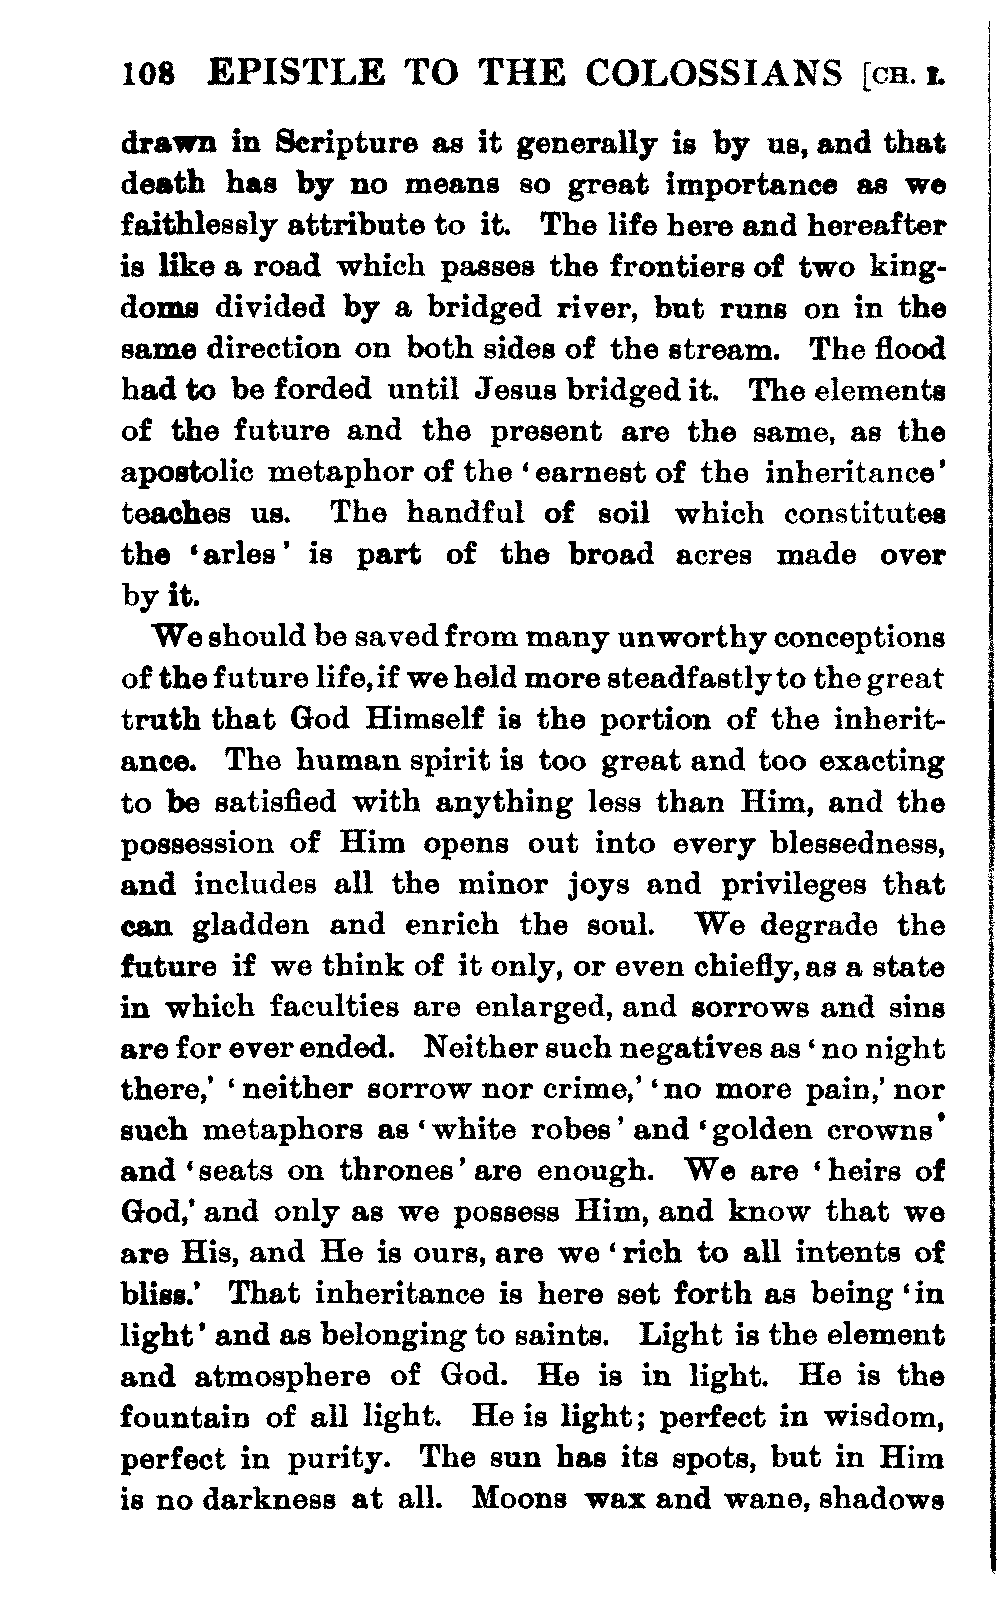 108 EPISTLE TO THE COLOSSIANS [CH. I.
drawn in Scripture as it generally is by us, and that
death has by no means so great importance as we
faithlessly attribute to it. The life here and hereafter
is like a road which passes the frontiers of two king-
doms divided by a bridged river, but runs on in the
same direction on both sides of the stream. The flood
had to be forded until Jesus bridged it. The elements
of the future and the present are the same, as the
apostolic metaphor of the ‘earnest of the inheritance’
teaches us. The handful of soil which constitutes
the ‘arles’ is part of the broad acres made over
by it.
We should be saved from many unworthy conceptions
of the future life, if we held more steadfastly to the great
truth that God Himself is the portion of the inherit-
ance. The human spirit is too great and too exacting
to be satisfied with anything less than Him, and the
possession of Him opens out into every blessedness,
and includes all the minor joys and privileges that
can gladden and enrich the soul. We degrade the
future if we think of it only, or even chiefly, as a state
in which faculties are enlarged, and sorrows and sins
are for ever ended. Neither such negatives as ‘no night
there,’ ‘neither sorrow nor crime,’ ‘no more pain,’ nor
such metaphors as ‘white robes’ and ‘golden crowns’
and ‘seats on thrones’ are enough. We are ‘heirs of
God,’ and only as we possess Him, and know that we
are His, and He is ours, are we ‘rich to all intents of
bliss.’ That inheritance is here set forth as being ‘in
light’ and as belonging to saints. Light is the element
and atmosphere of God. He is in light. He is the
fountain of all light. He is light; perfect in wisdom,
perfect in purity. The sun has its spots, but in Him
is no darkness at all. Moons wax and wane, shadows